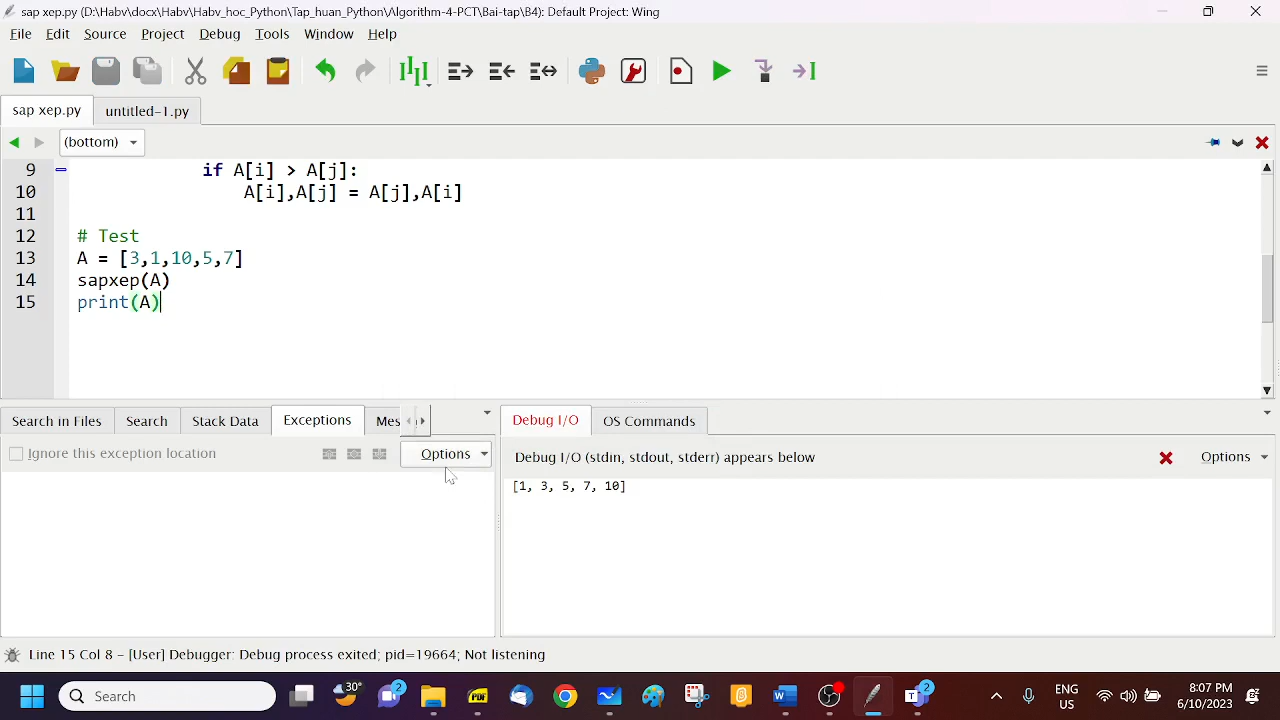 sap xep.py (D:\Habv\docx\Habv\Habv_hoc_Python\Tap_huan_Python\Algorithm-4-PCT\Bai-tap\B4): Default Project: Wing
File Edit Source Project Debug Tools Window Help
sap xep.py untitled-1.py
(bottom)
9 if A[i] > A[j]:
10 A[i],A[j] = A[j],A[i]
11
12 # Test
13 A = [3,1,10,5,7]
14 sapxep(A)
15 print(A)
Search in Files Search Stack Data Exceptions Mes Debug I/O OS Commands
Ignore this exception location Options Debug I/O (stdin, stdout, stderr) appears below Options
[1, 3, 5, 7, 10]
Line 15 Col 8 – [User] Debugger: Debug process exited; pid=19664; Not listening
Search 30° 2 PDF 2 ENG US 8:07 PM 6/10/2023